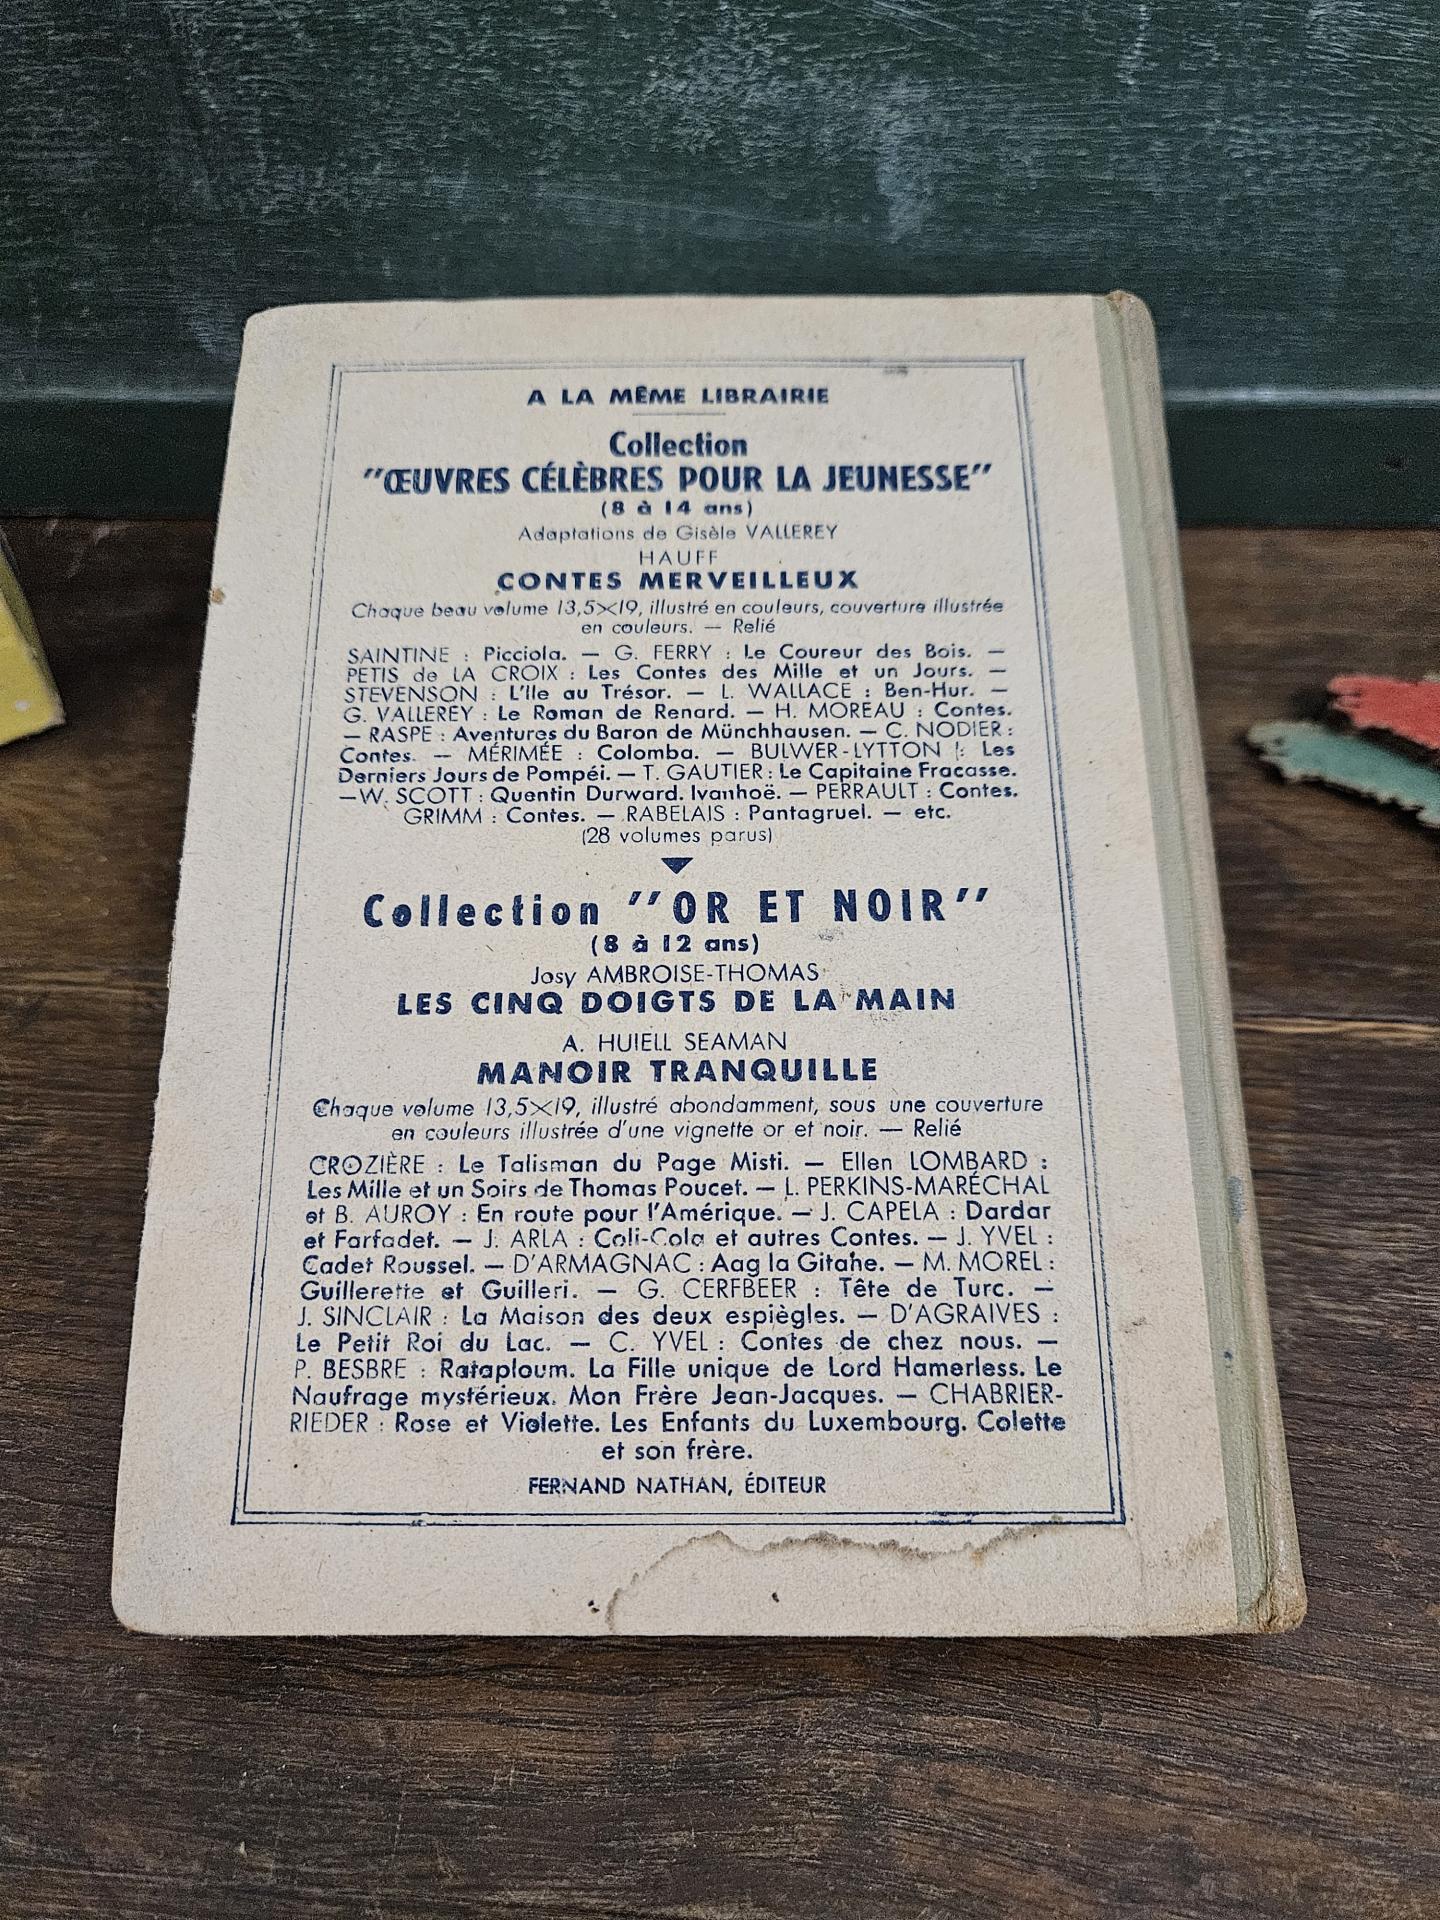 A LA MÊME LIBRAIRIE
Collection
"ŒUVRES CÉLÈBRES POUR LA JEUNESSE"
(8 à 14 ans)
Adaptations de Gisèle VALLEREY
HAUFF
CONTES MERVEILLEUX
Chaque beau volume 13,5×19, illustré en couleurs, couverture illustrée
en couleurs. — Relié
SAINTINE : Picciola. — G. FERRY : Le Coureur des Bois. —
PETIS de LA CROIX : Les Contes des Mille et un Jours. —
STEVENSON : L'Ile au Trésor. — L. WALLACE : Ben-Hur. —
G. VALLEREY : Le Roman de Renard. — H. MOREAU : Contes.
— RASPE : Aventures du Baron de Münchhausen. — C. NODIER :
Contes. — MÉRIMÉE : Colomba. — BULWER-LYTTON : Les
Derniers Jours de Pompéi. — T. GAUTIER : Le Capitaine Fracasse.
— W. SCOTT : Quentin Durward. Ivanhoë. — PERRAULT : Contes.
GRIMM : Contes. — RABELAIS : Pantagruel. — etc.
(28 volumes parus)
Collection "OR ET NOIR"
(8 à 12 ans)
Josy AMBROISE-THOMAS
LES CINQ DOIGTS DE LA MAIN
A. HUIELL SEAMAN
MANOIR TRANQUILLE
Chaque volume 13,5×19, illustré abondamment, sous une couverture
en couleurs illustrée d'une vignette or et noir. — Relié
CROZIÈRE : Le Talisman du Page Misti. — Ellen LOMBARD :
Les Mille et un Soirs de Thomas Poucet. — L. PERKINS-MARÉCHAL
et B. AUROY : En route pour l'Amérique. — J. CAPELA : Dardar
et Farfadet. — J. ARLA : Coli-Cola et autres Contes. — J. YVEL :
Cadet Roussel. — D'ARMAGNAC : Aag la Gitane. — M. MOREL :
Guillerette et Guilleri. — G. CERFBEER : Tête de Turc. —
J. SINCLAIR : La Maison des deux espiègles. — D'AGRAIVES :
Le Petit Roi du Lac. — C. YVEL : Contes de chez nous. —
P. BESBRE : Rataploum. La Fille unique de Lord Hamerless. Le
Naufrage mystérieux. Mon Frère Jean-Jacques. — CHABRIER-
RIEDER : Rose et Violette. Les Enfants du Luxembourg. Colette
et son frère.
FERNAND NATHAN, ÉDITEUR